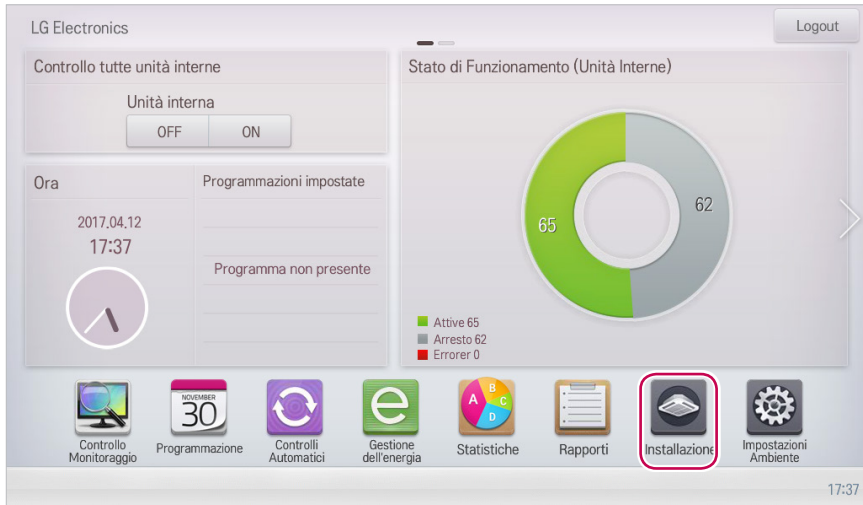 LG Electronics
Logout
Controllo tutte unità interne
Unità interna
OFF
ON
Stato di Funzionamento (Unità Interne)
65
62
Attive 65
Arresto 62
Errorer 0
Ora
2017.04.12
17:37
Programmazioni impostate
Programma non presente
Controllo
Monitoraggio
NOVEMBER
30
Programmazione
Controlli
Automatici
e
Gestione
dell'energia
A
B
C
D
Statistiche
Rapporti
Installazione
Impostazioni
Ambiente
17:37